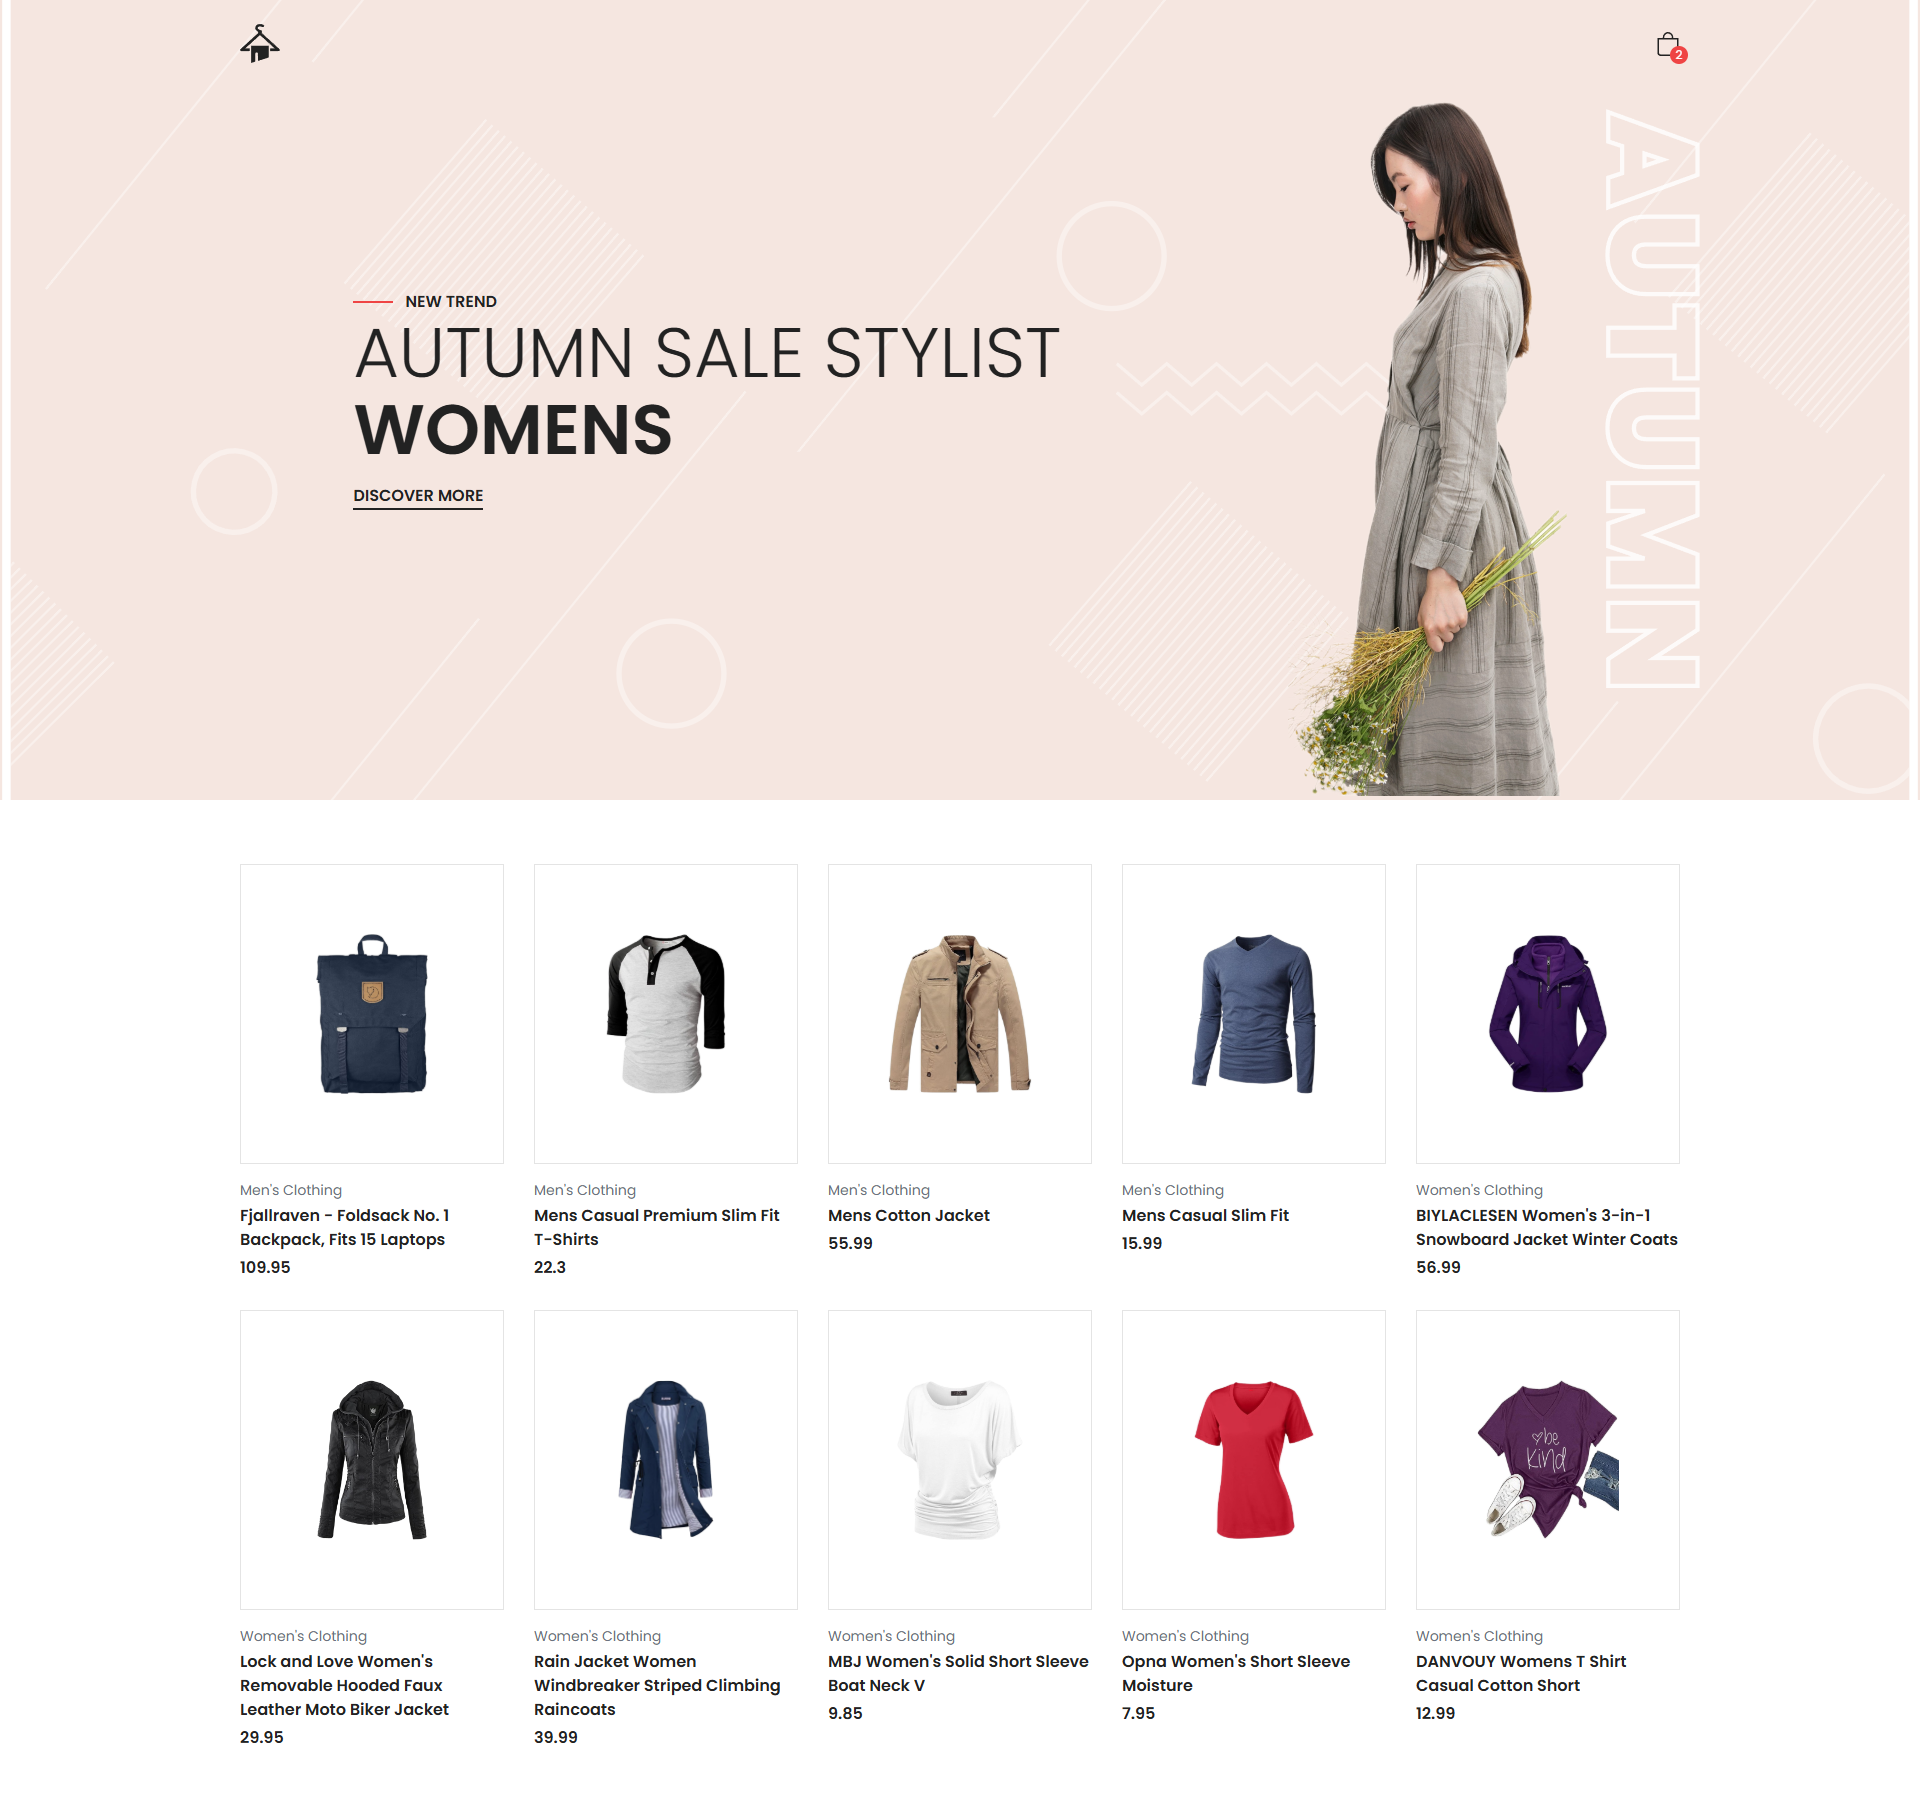 2
AUTUMN
NEW TREND
AUTUMN SALE STYLIST
WOMENS
DISCOVER MORE
Men's Clothing
Fjallraven - Foldsack No. 1
Backpack, Fits 15 Laptops
109.95
Men's Clothing
Mens Casual Premium Slim Fit
T-Shirts
22.3
Men's Clothing
Mens Cotton Jacket
55.99
Men's Clothing
Mens Casual Slim Fit
15.99
Women's Clothing
BIYLACLESEN Women's 3-in-1
Snowboard Jacket Winter Coats
56.99
be
kind
Women's Clothing
Lock and Love Women's
Removable Hooded Faux
Leather Moto Biker Jacket
29.95
Women's Clothing
Rain Jacket Women
Windbreaker Striped Climbing
Raincoats
39.99
Women's Clothing
MBJ Women's Solid Short Sleeve
Boat Neck V
9.85
Women's Clothing
Opna Women's Short Sleeve
Moisture
7.95
Women's Clothing
DANVOUY Womens T Shirt
Casual Cotton Short
12.99